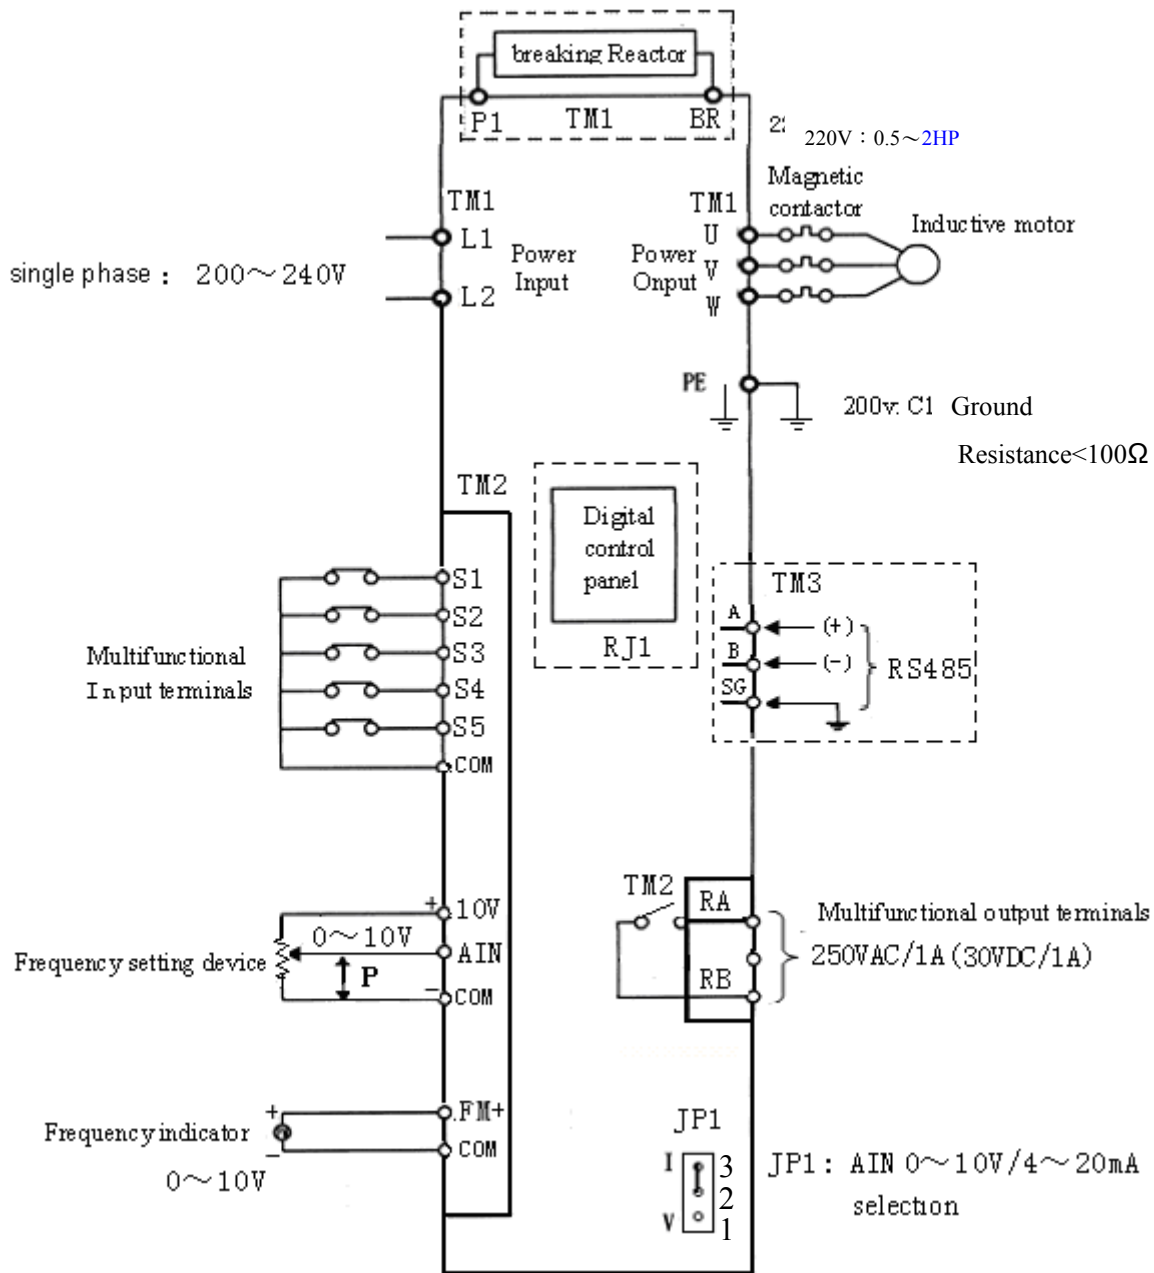 breaking Reactor
P1 TM1 BR
220V：0.5～2HP
Magnetic
contactor
TM1
TM1
L1
Power
Input
Power
Onput
U
V
W
Inductive motor
single phase： 200～240V
L2
PE
200v: C1 Ground
Resistance<100Ω
TM2
Digital
control
panel
RJ1
TM3
A
(+)
B
(-)
SG
RS485
S1
S2
S3
S4
S5
COM
Multifunctional
Input terminals
+ 10V
0～10V
AIN
P
- COM
Frequency setting device
TM2
RA
RB
Multifunctional output terminals
250VAC/1A (30VDC/1A)
+
FM+
-
COM
Frequency indicator
0～10V
JP1
I 3
2
V 1
JP1: AIN 0～10V/4～20mA
selection